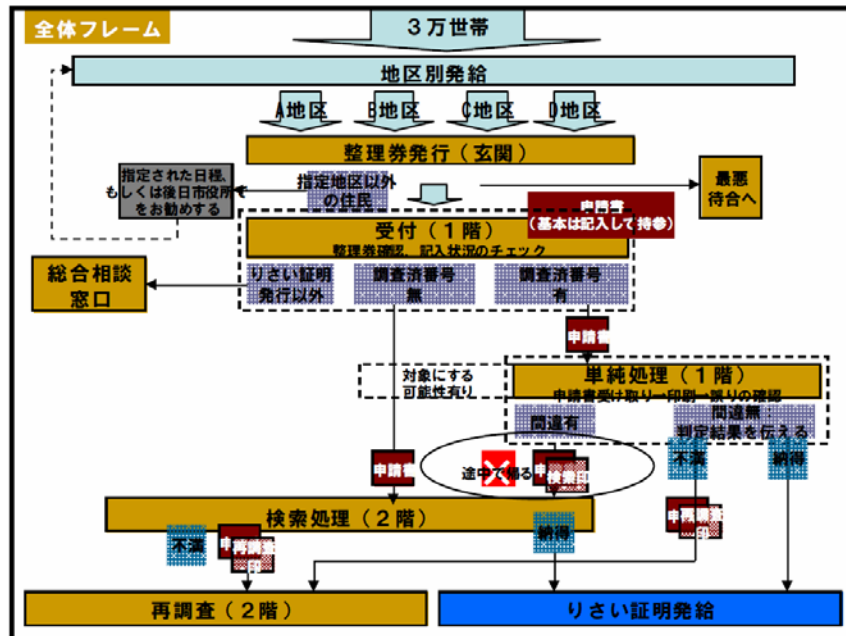 全体フレーム
3万世帯
地区別発給
A地区
B地区
C地区
D地区
整理券発行（玄関）
指定された日程、
もしくは後日市役所で
をお勧めする
指定地区以外
の住民
最悪
待合へ
申請書
（基本は記入して持参）
受付（1階）
整理券確認、記入状況のチェック
総合相談
窓口
りさい証明
発行以外
調査済番号
無
調査済番号
有
申請書
対象にする
可能性有り
単純処理（1階）
申請書受け取り→印刷→誤りの確認
間違有
間違無：
判定結果を伝える
不満
納得
申請書
途中で帰る
検索印
検索処理（2階）
不満
再調査
印
納得
再調査
印
再調査（2階）
りさい証明発給